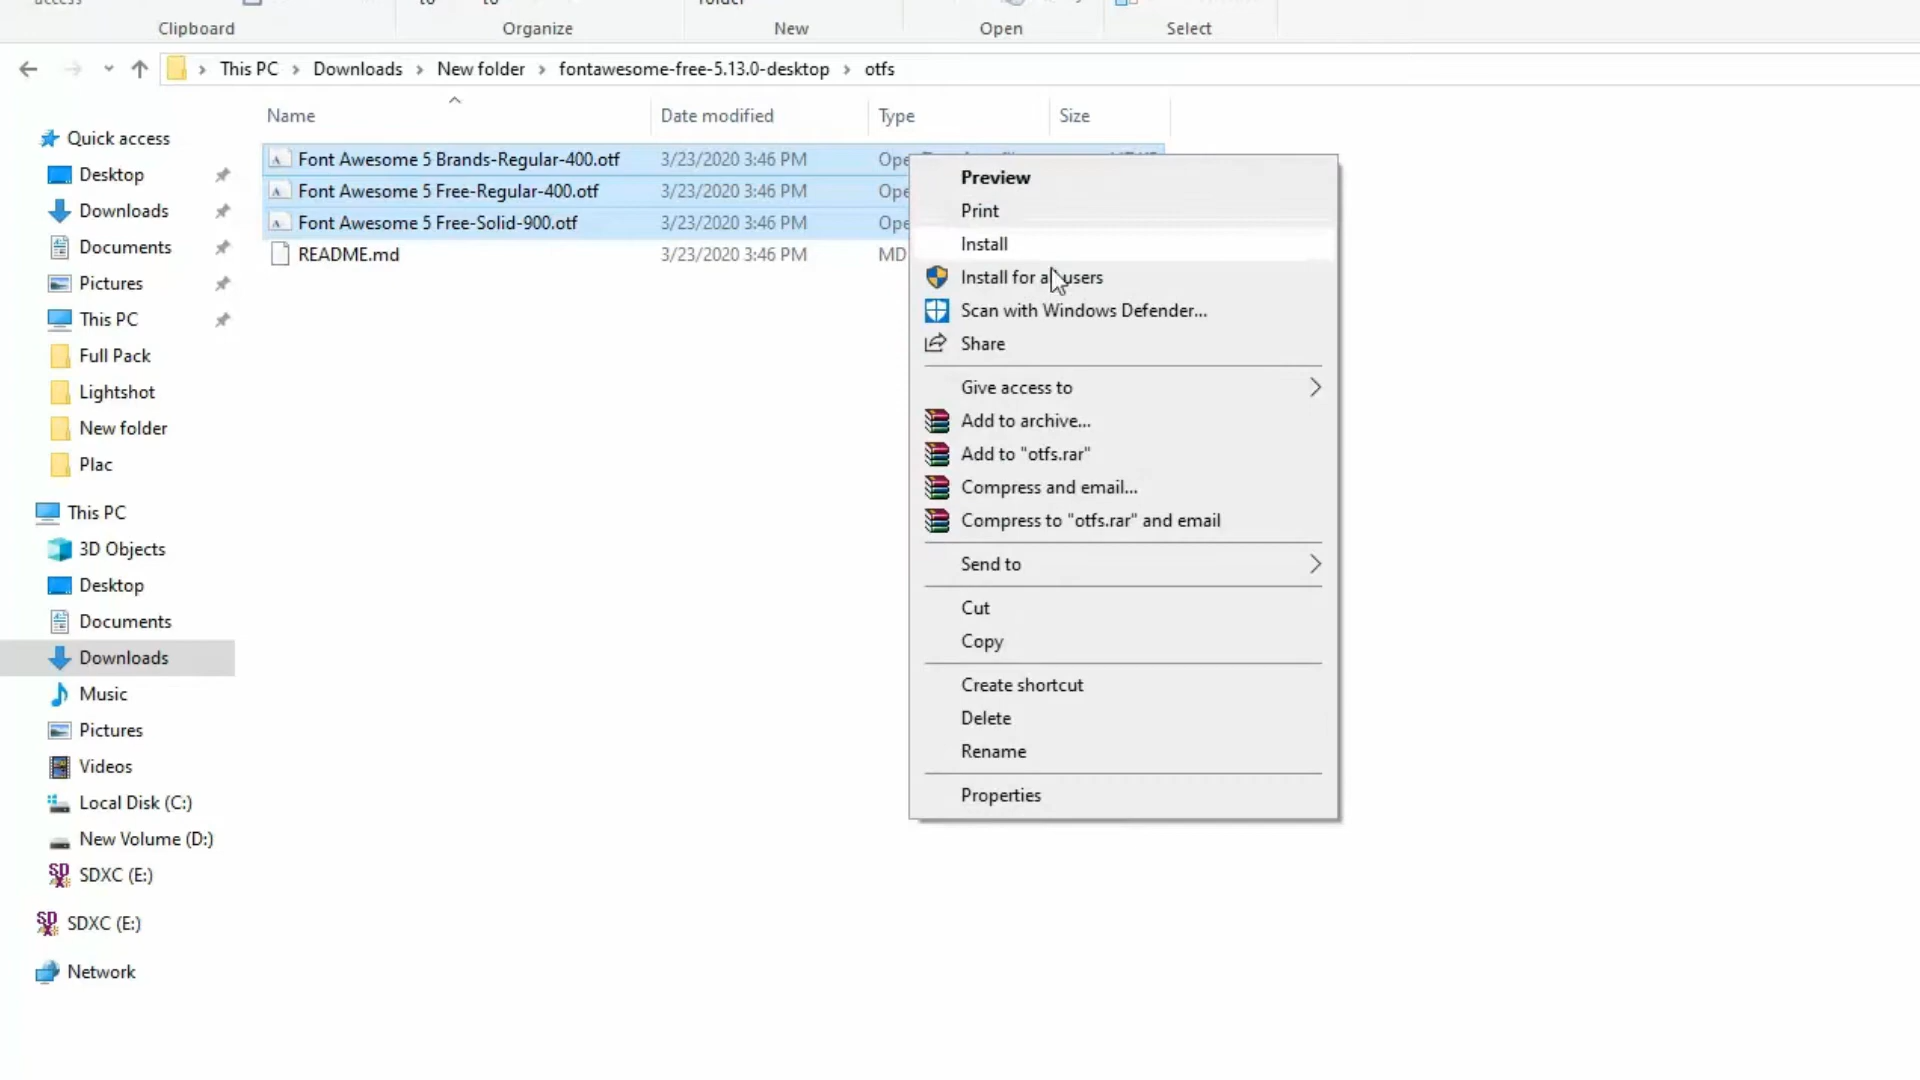 Clipboard
Organize
New
Open
Select
This PC
Downloads
New folder
fontawesome-free-5.13.0-desktop
otfs
Name
Date modified
Type
Size
Font Awesome 5 Brands-Regular-400.otf
3/23/2020 3:46 PM
Font Awesome 5 Free-Regular-400.otf
3/23/2020 3:46 PM
Font Awesome 5 Free-Solid-900.otf
3/23/2020 3:46 PM
README.md
3/23/2020 3:46 PM
MD
Quick access
Desktop
Downloads
Documents
Pictures
This PC
Full Pack
Lightshot
New folder
Plac
This PC
3D Objects
Desktop
Documents
Downloads
Music
Pictures
Videos
Local Disk (C:)
New Volume (D:)
SDXC (E:)
SDXC (E:)
Network
Preview
Print
Install
Install for all users
Scan with Windows Defender...
Share
Give access to
Add to archive...
Add to "otfs.rar"
Compress and email...
Compress to "otfs.rar" and email
Send to
Cut
Copy
Create shortcut
Delete
Rename
Properties